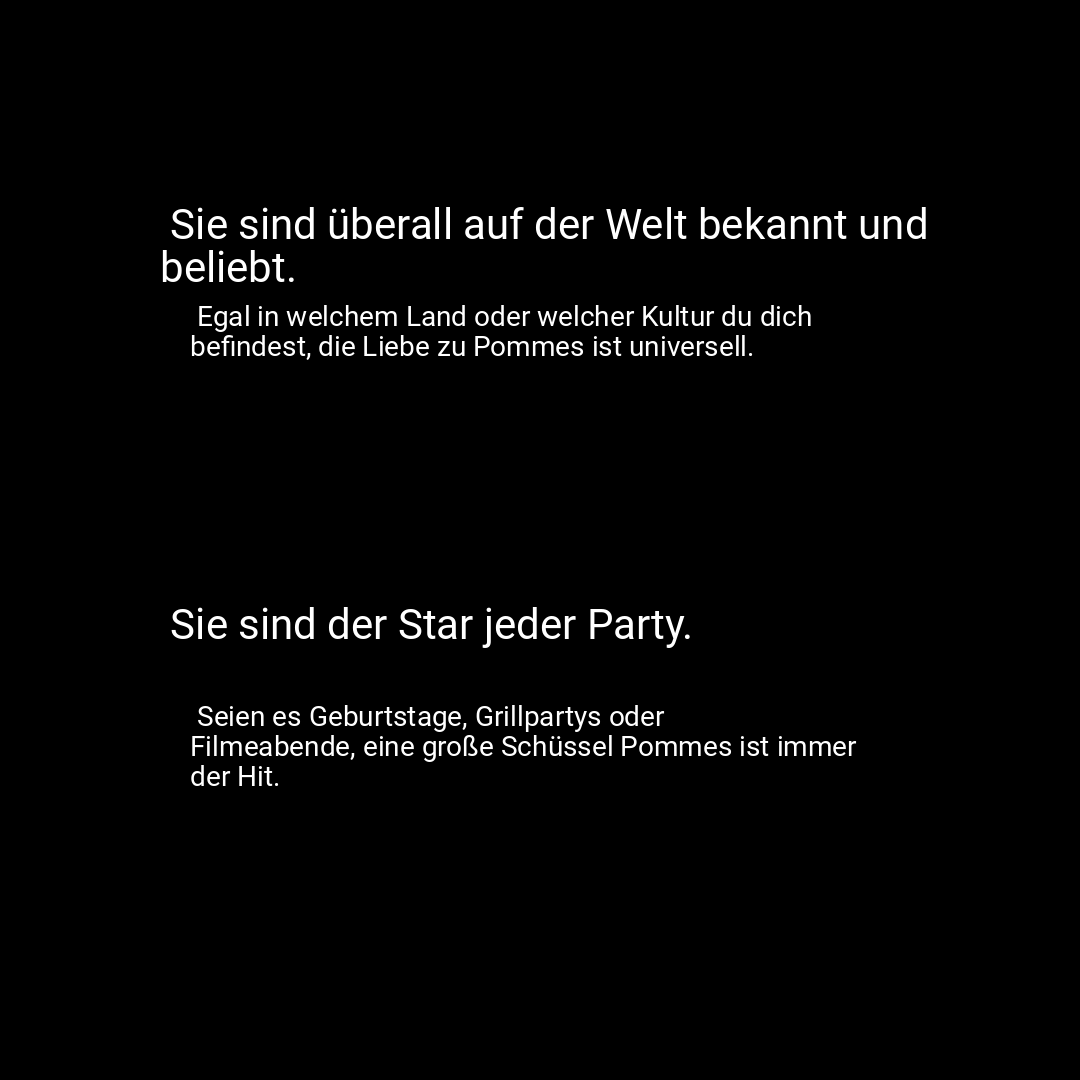 Sie sind überall auf der Welt bekannt und
beliebt.
Egal in welchem Land oder welcher Kultur du dich
befindest, die Liebe zu Pommes ist universell.
Sie sind der Star jeder Party.
Seien es Geburtstage, Grillpartys oder
Filmeabende, eine große Schüssel Pommes ist immer
der Hit.